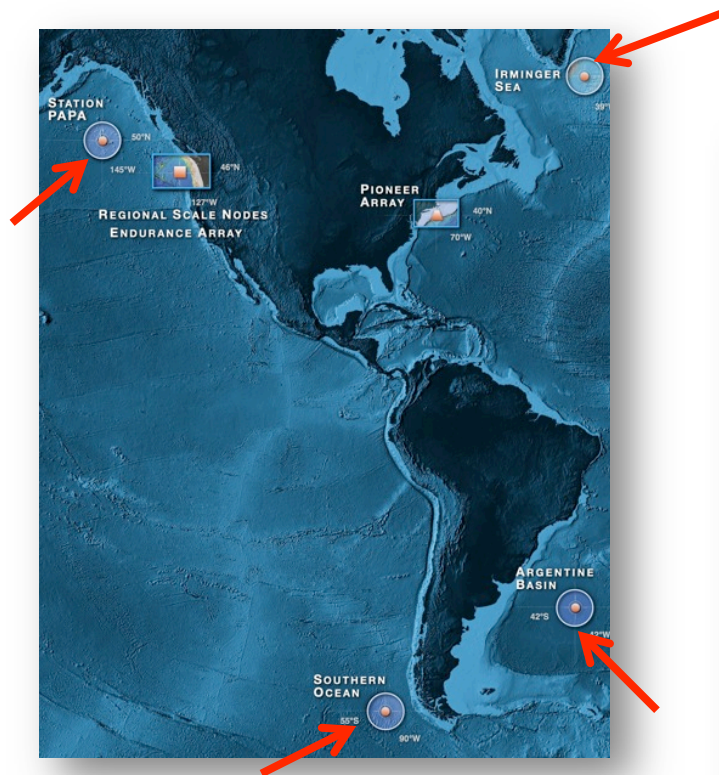 IRMINGER
SEA
39°W
STATION
PAPA
50°N
145°W
46°N
127°W
REGIONAL SCALE NODES
ENDURANCE ARRAY
PIONEER
ARRAY
40°N
70°W
ARGENTINE
BASIN
42°S
42°W
SOUTHERN
OCEAN
55°S
90°W